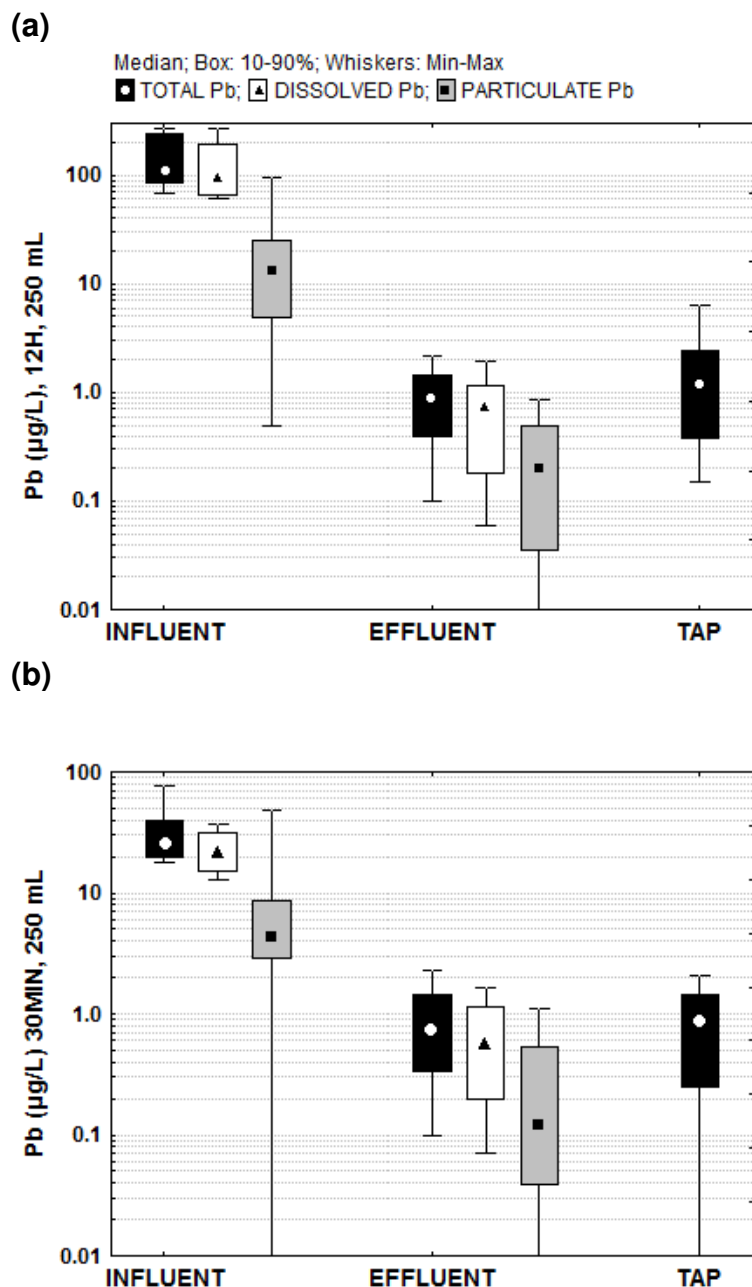 (a)
Median; Box: 10-90%; Whiskers: Min-Max
TOTAL Pb; DISSOLVED Pb; PARTICULATE Pb
Pb (µg/L), 12H, 250 mL
100
10
1.0
0.1
0.01
INFLUENT EFFLUENT TAP
(b)
Pb (µg/L) 30MIN, 250 mL
100
10
1.0
0.1
0.01
INFLUENT EFFLUENT TAP